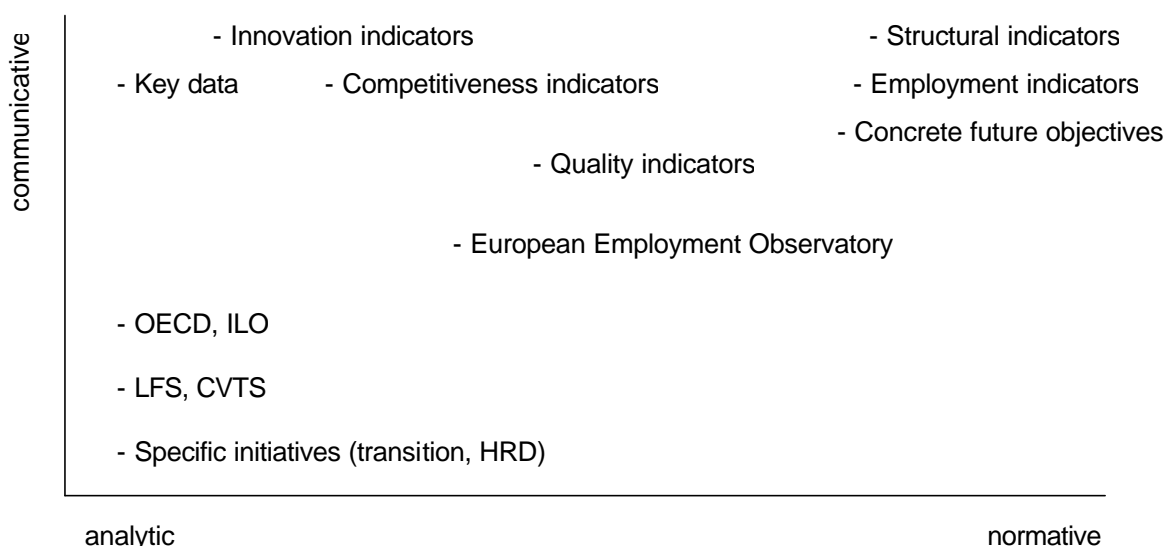 communicative
- Innovation indicators - Structural indicators
- Key data - Competitiveness indicators - Employment indicators
- Concrete future objectives
- Quality indicators
- European Employment Observatory
- OECD, ILO
- LFS, CVTS
- Specific initiatives (transition, HRD)
analytic normative